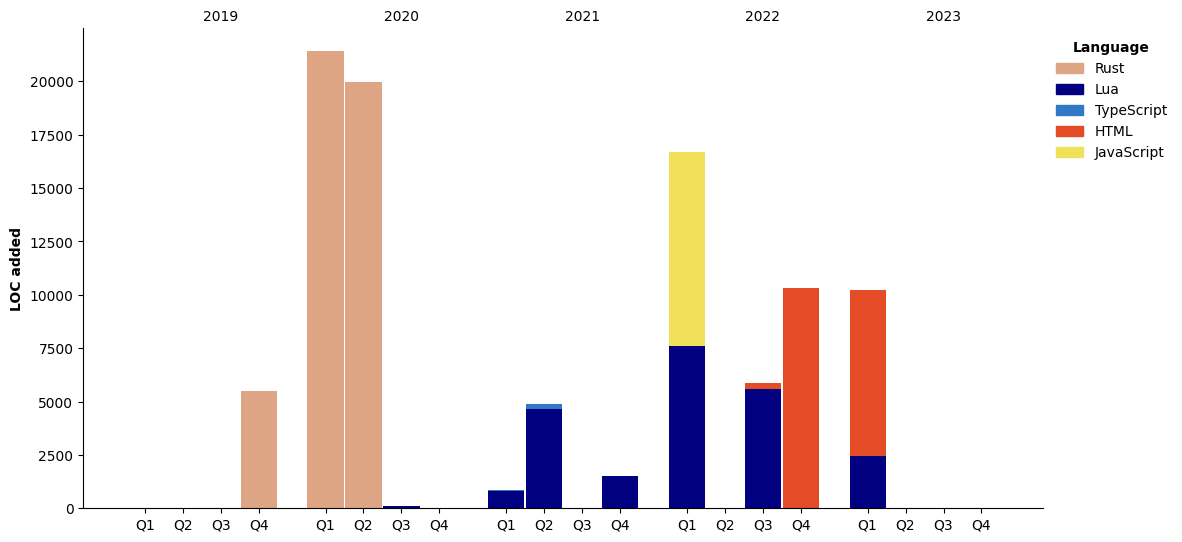 2019 2020 2021 2022 2023
LOC added
20000
17500
15000
12500
10000
7500
5000
2500
0
Q1 Q2 Q3 Q4 Q1 Q2 Q3 Q4 Q1 Q2 Q3 Q4 Q1 Q2 Q3 Q4 Q1 Q2 Q3 Q4
Language
Rust
Lua
TypeScript
HTML
JavaScript